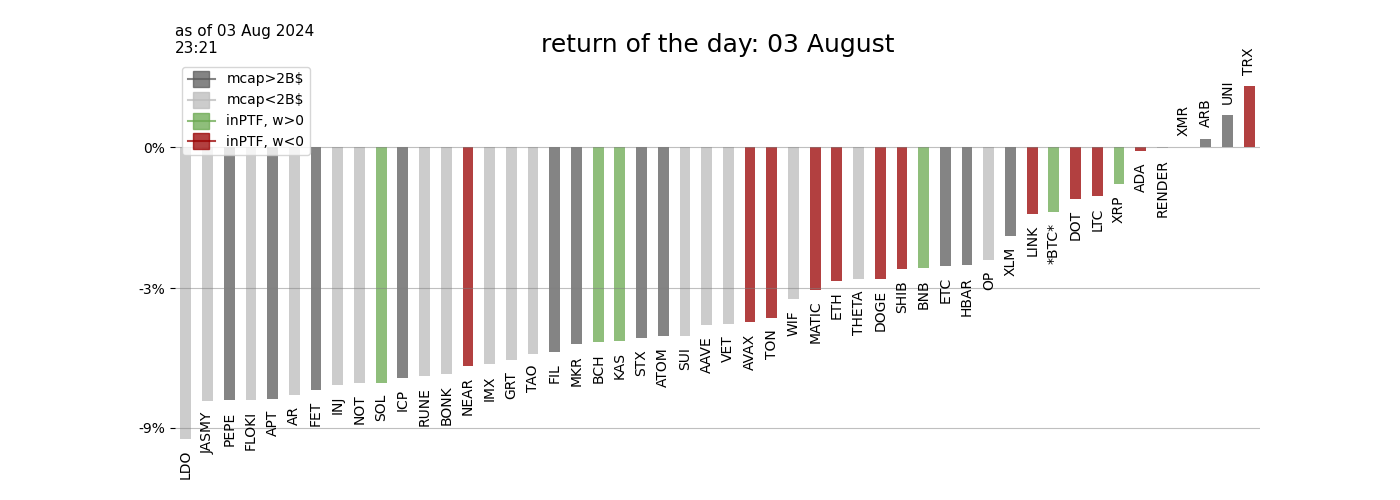 as of 03 Aug 2024
23:21
return of the day: 03 August
mcap>2B$
mcap<2B$
inPTF, w>0
inPTF, w<0
0%
-3%
-9%
LDO
JASMY
PEPE
FLOKI
APT
AR
FET
INJ
NOT
SOL
ICP
RUNE
BONK
NEAR
IMX
GRT
TAO
FIL
MKR
BCH
KAS
STX
ATOM
SUI
AAVE
VET
AVAX
TON
WIF
MATIC
ETH
THETA
DOGE
SHIB
BNB
ETC
HBAR
OP
XLM
LINK
*BTC*
DOT
LTC
XRP
ADA
RENDER
XMR
ARB
UNI
TRX